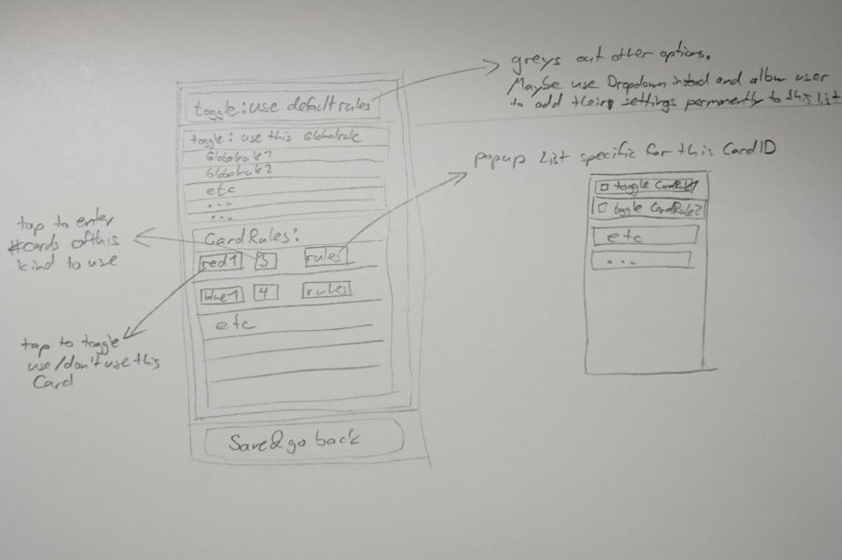 greys out other options.
Maybe use Dropdown instead and allow user
to add their settings permanently to this list
toggle: use default rules
toggle: use this Globalrule
Globalrule1
Globalrule2
etc
...
...
popup List specific for this CardID
toggle CardRule1
toggle CardRule2
etc
...
tap to enter
#cards of this
kind to use
CardRules:
red1 3 rules
blue1 4 rules
etc
tap to toggle
use/don't use this
Card
Save&go back